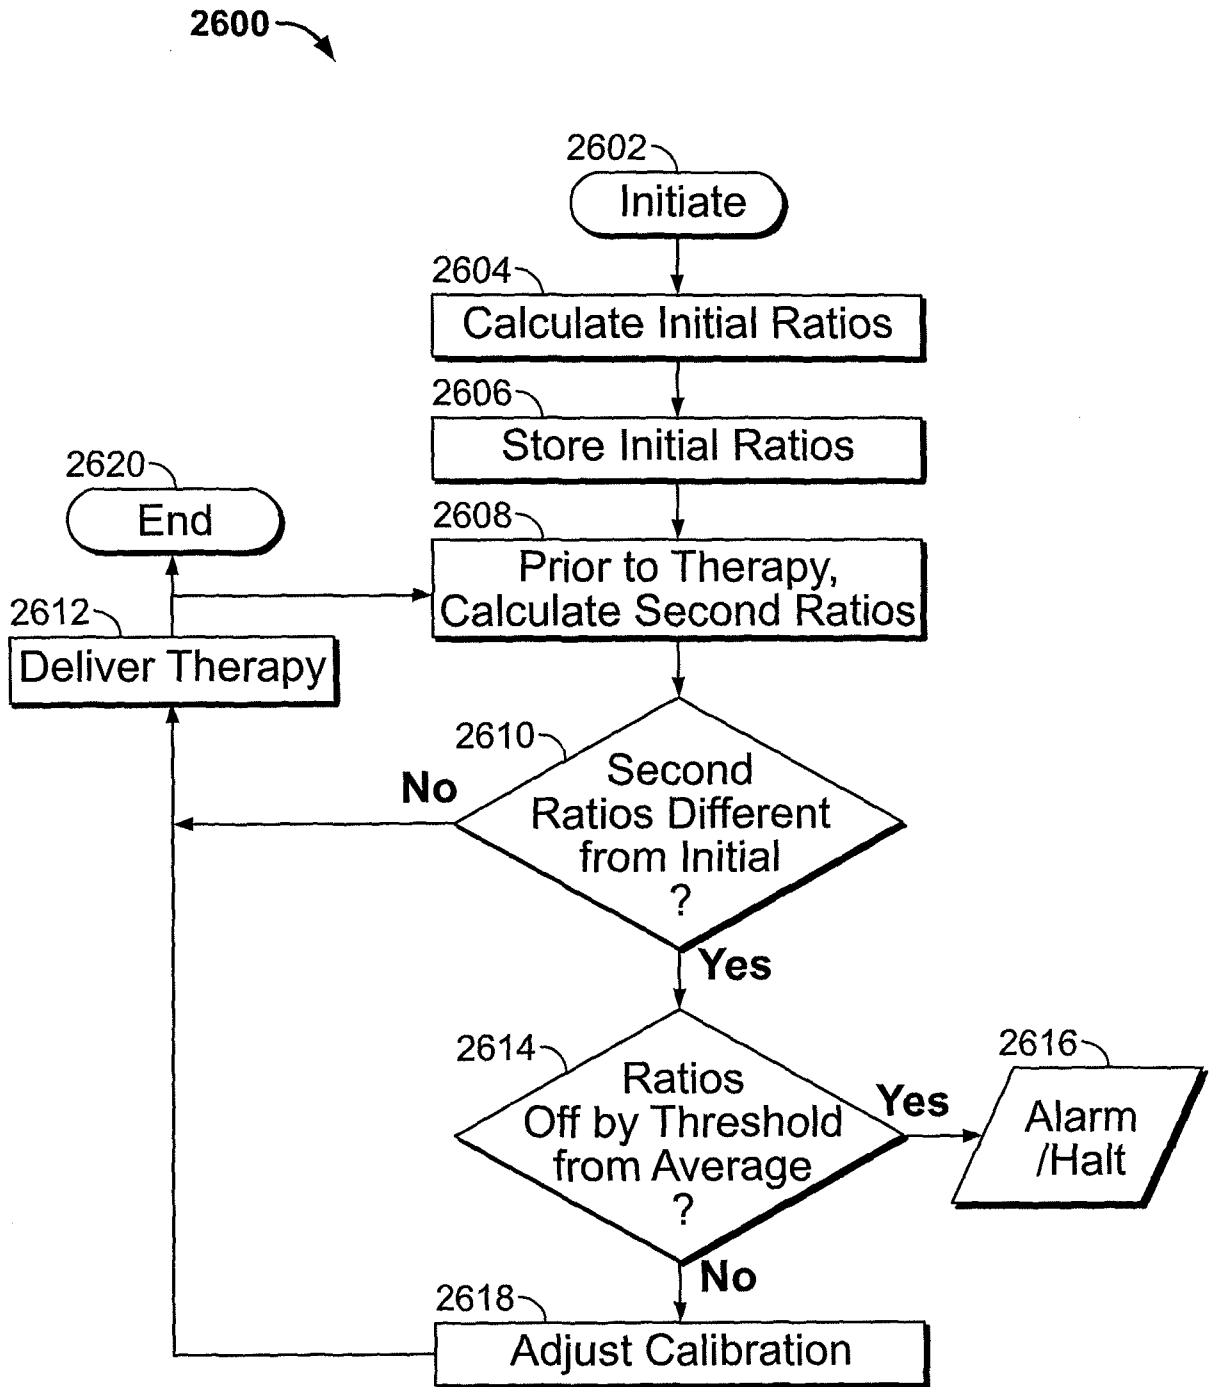 2600
2602
Initiate
2604
Calculate Initial Ratios
2606
Store Initial Ratios
2620
End
2608
Prior to Therapy,
Calculate Second Ratios
2612
Deliver Therapy
2610
Second
Ratios Different
from Initial
?
No
Yes
2614
Ratios
Off by Threshold
from Average
?
Yes
2616
Alarm
/Halt
No
2618
Adjust Calibration